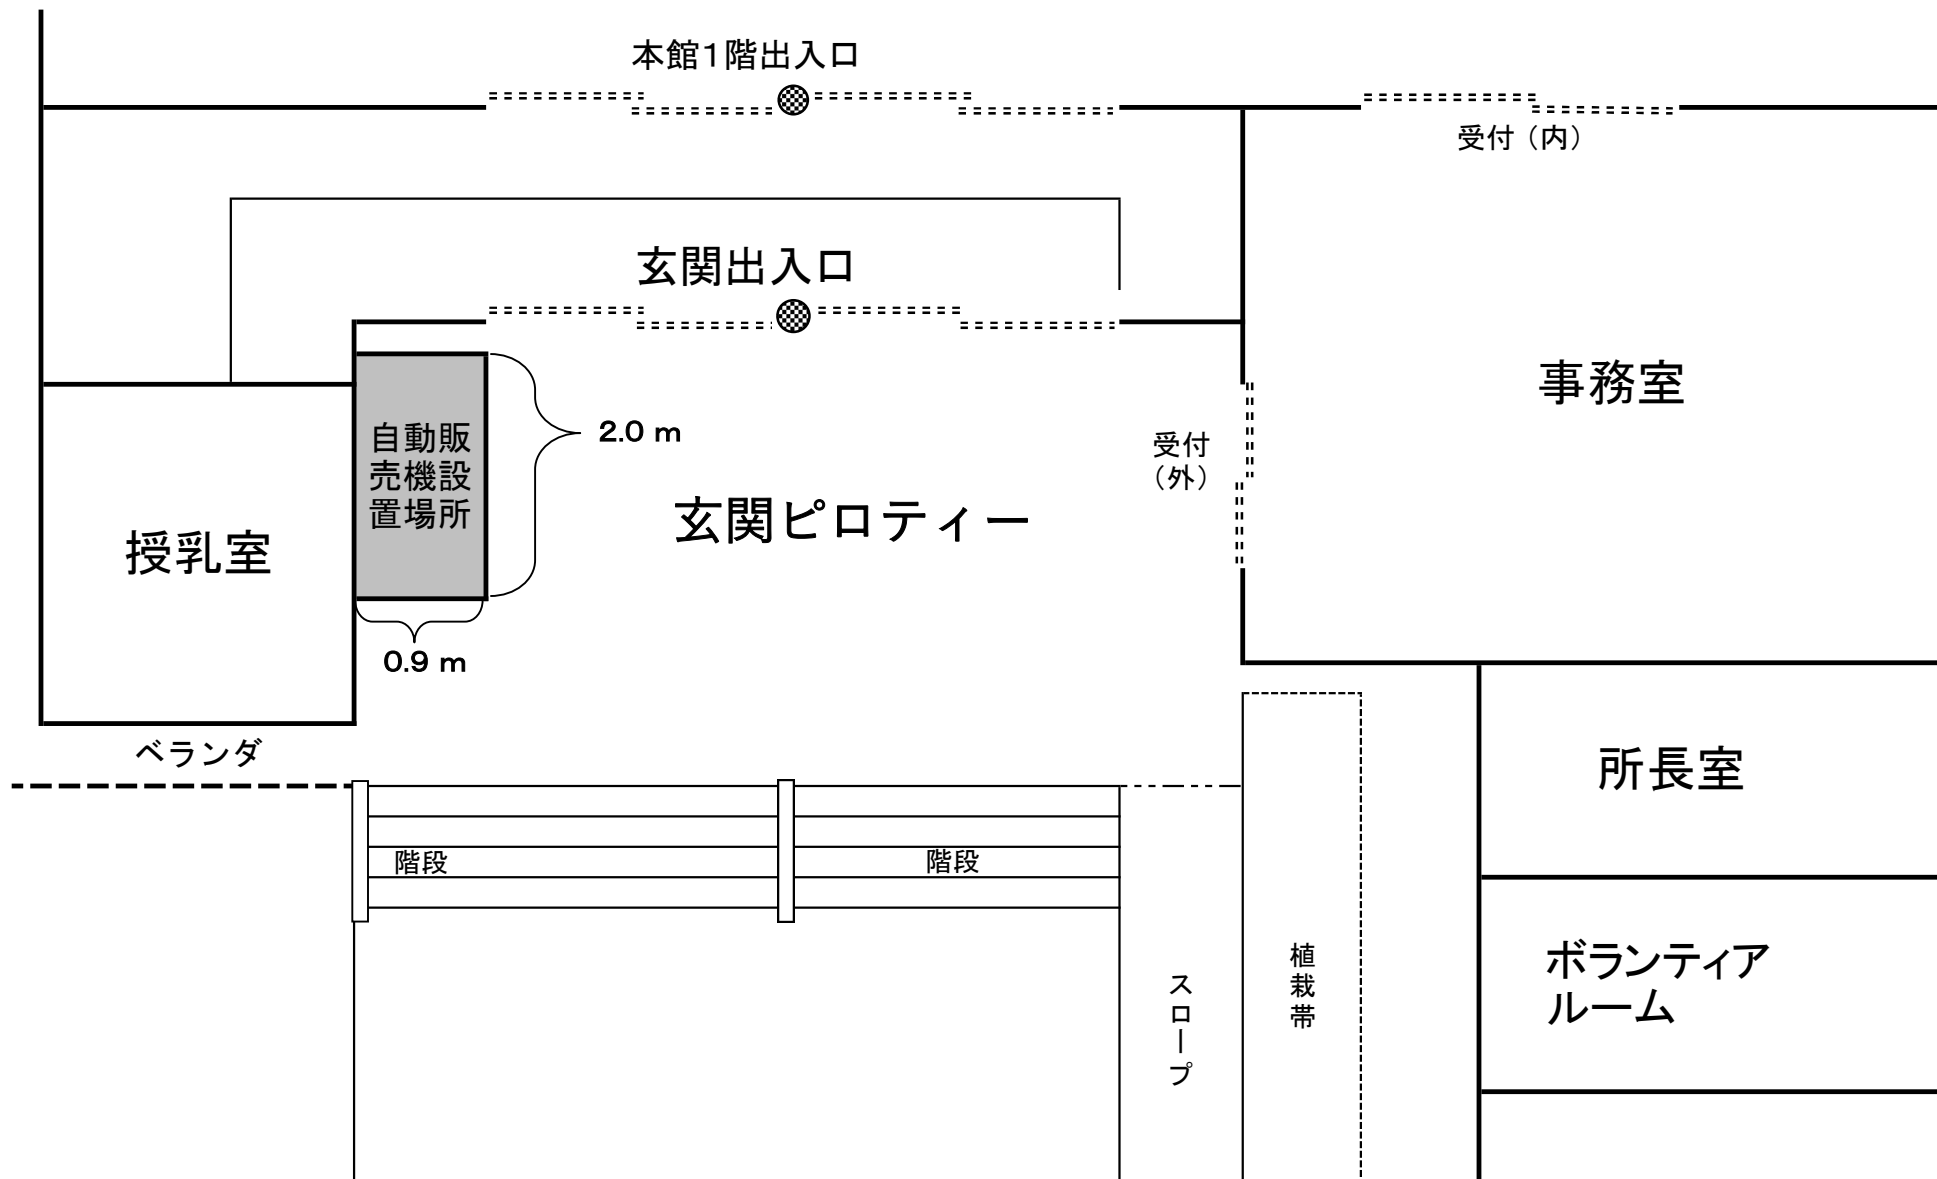 本館1階出入口
受付（内）
玄関出入口
事務室
自動販
売機設
置場所
2.0 m
受付
（外）
玄関ピロティー
授乳室
0.9 m
ベランダ
所長室
階段
階段
ボランティア
ルーム
植栽帯
スロープ